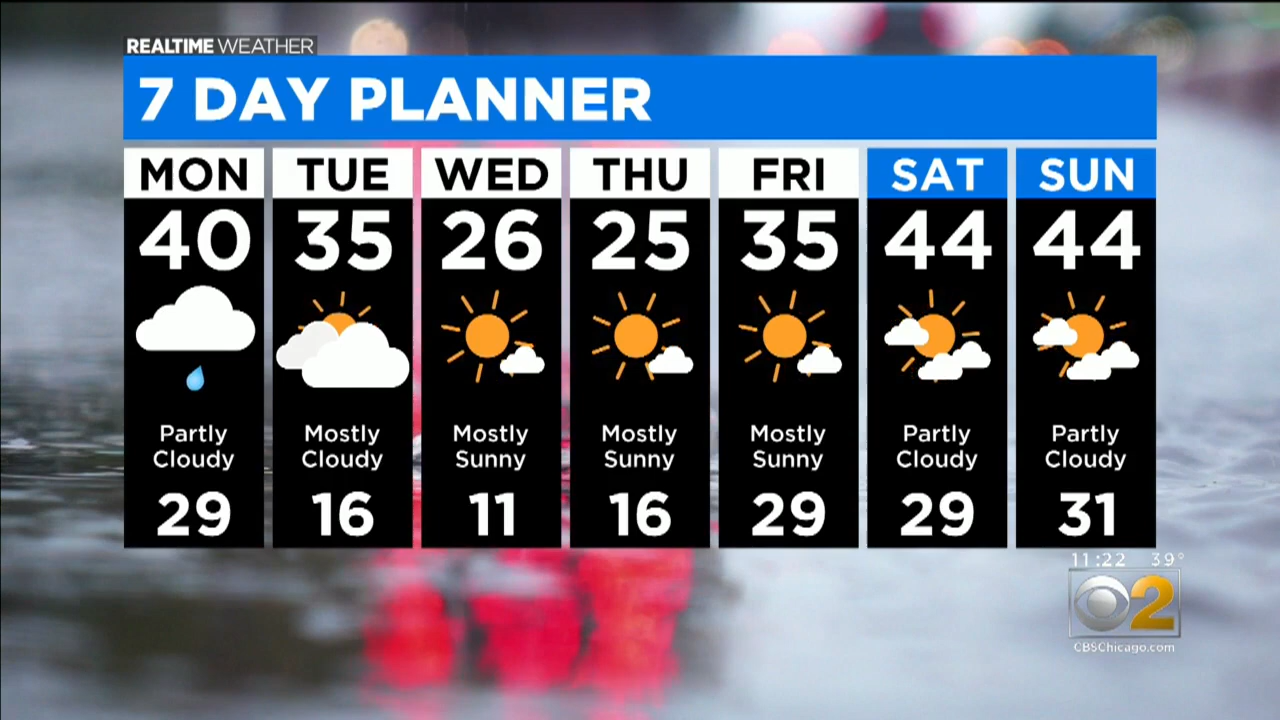 REALTIME WEATHER
7 DAY PLANNER
MON TUE WED THU FRI SAT SUN
40 35 26 25 35 44 44
Partly Mostly Mostly Mostly Mostly Partly Partly
Cloudy Cloudy Sunny Sunny Sunny Cloudy Cloudy
29 16 11 16 29 29 31
11:22 39°
2
CBSChicago.com